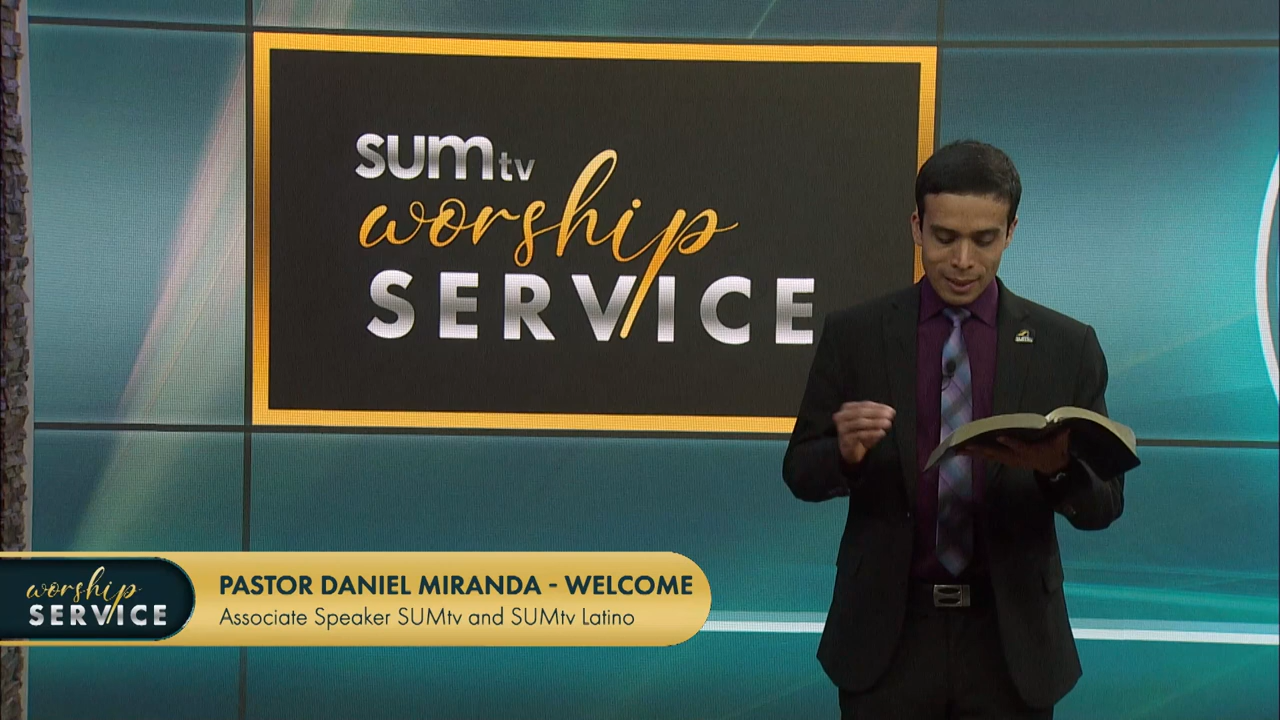 SUMtv
worship
SERVICE
worship
SERVICE
PASTOR DANIEL MIRANDA - WELCOME
Associate Speaker SUMtv and SUMtv Latino